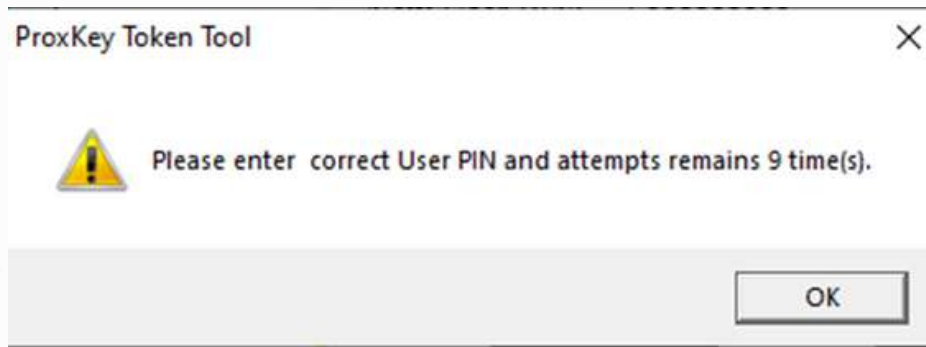 ProxKey Token Tool
Please enter  correct User PIN and attempts remains 9 time(s).
OK